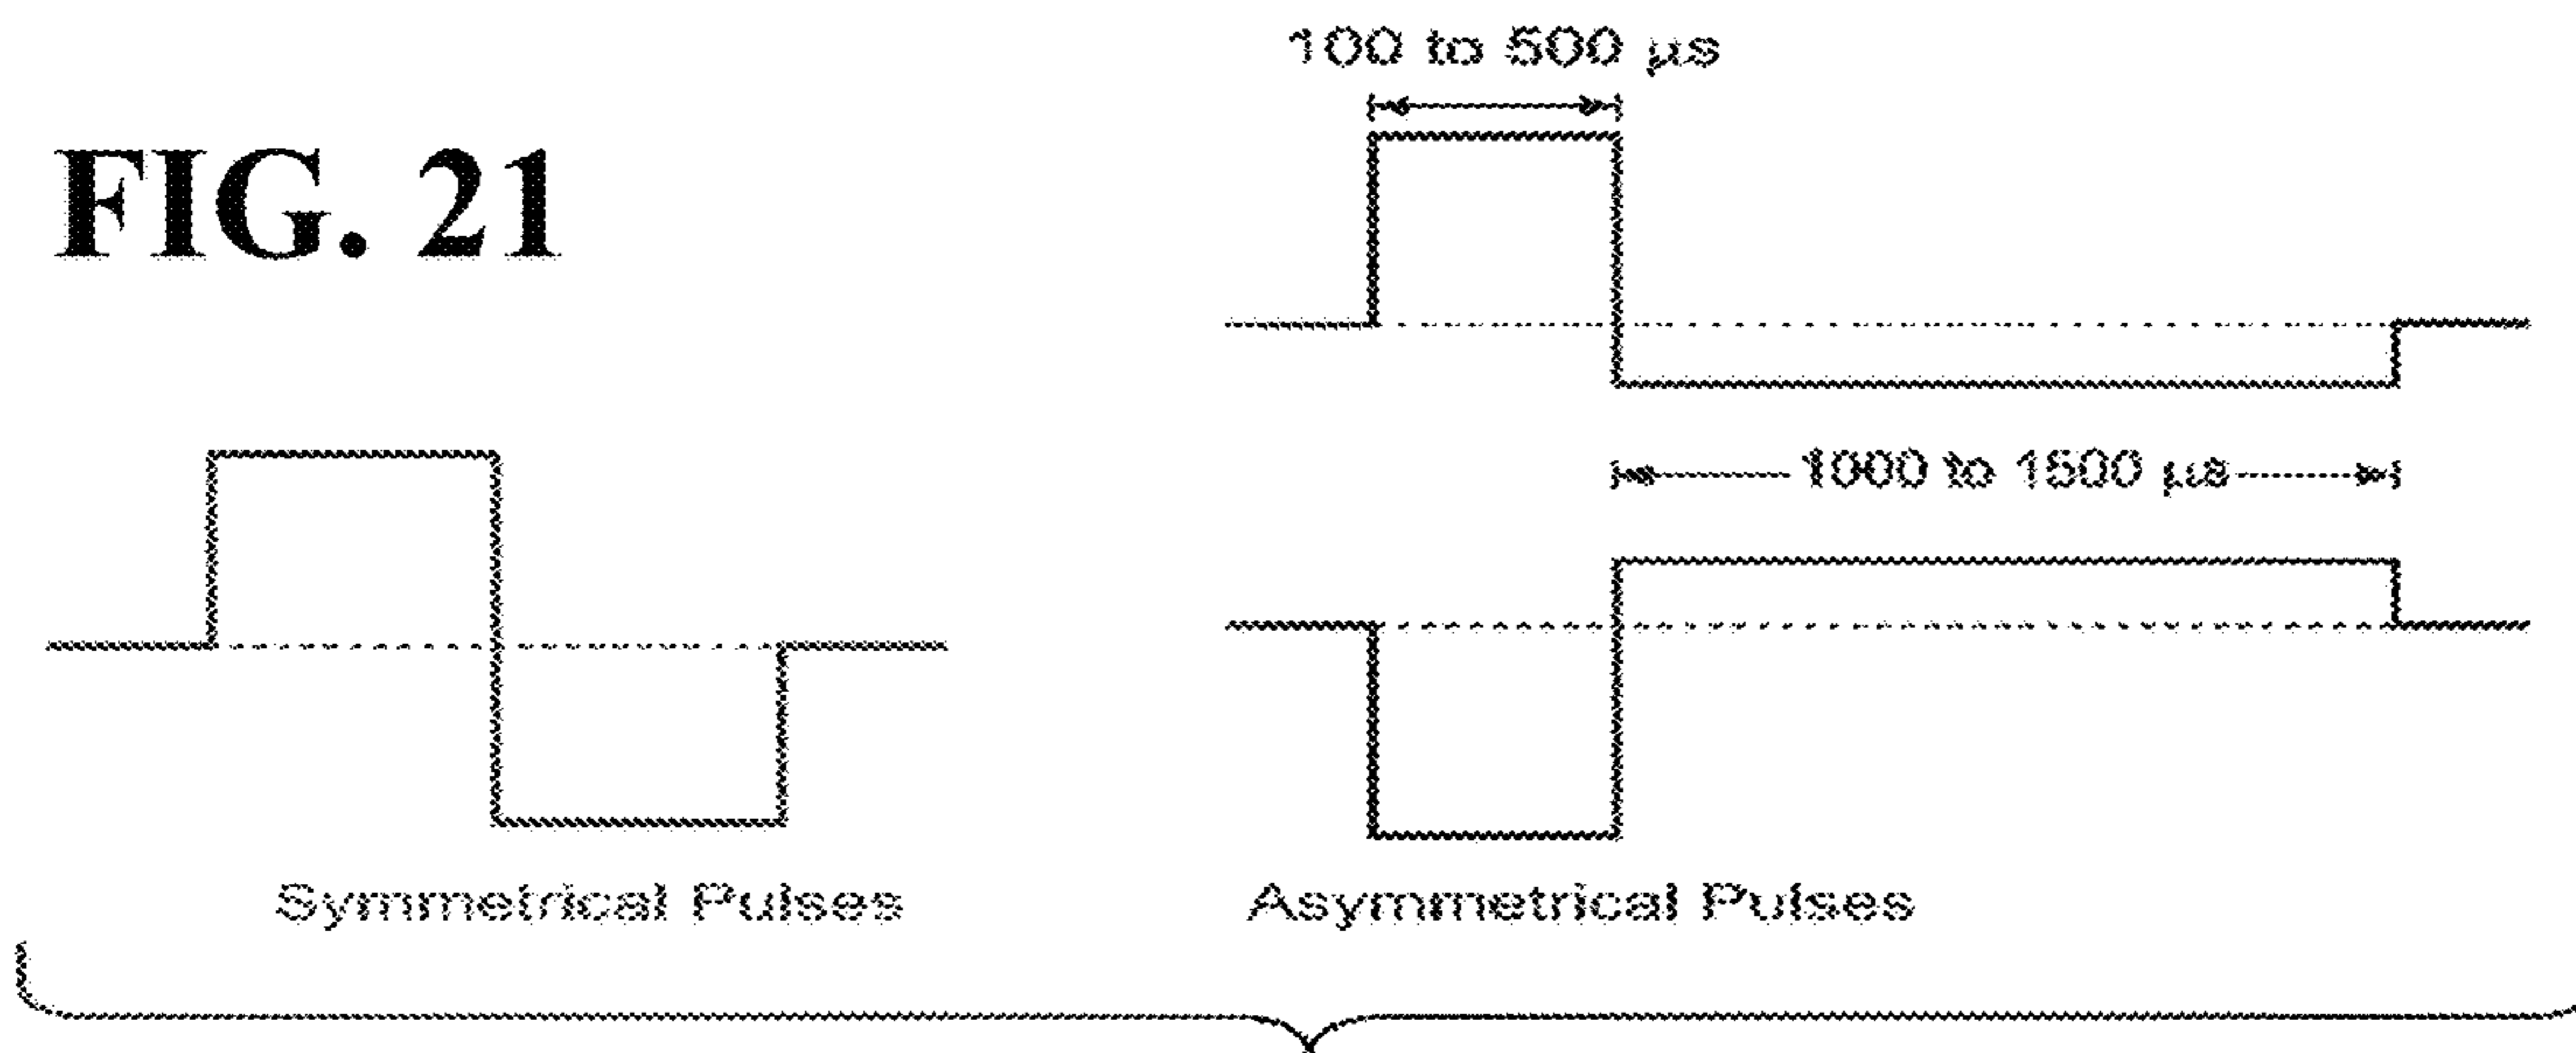 FIG. 21
100 to 500 µs
1000 to 1500 µs
Symmetrical Pulses
Asymmetrical Pulses